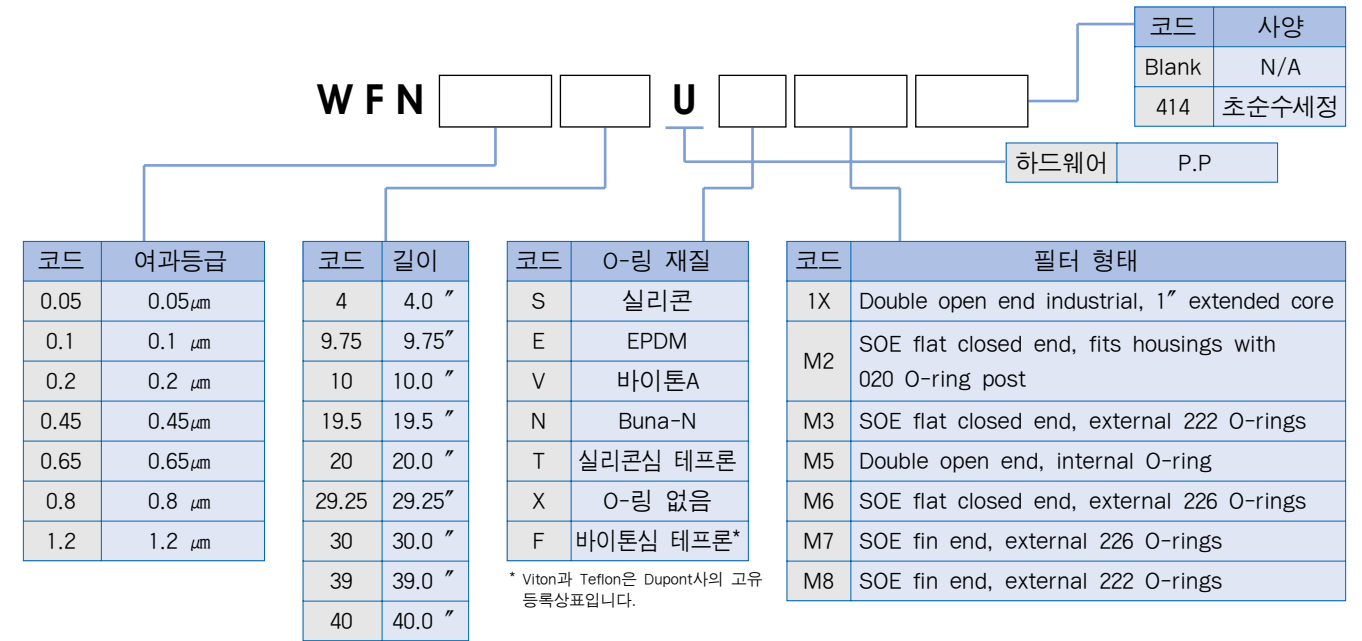 코드 사양
Blank N/A
414 초순수세정
WFN U
하드웨어 P.P
코드 여과등급
0.05 0.05㎛
0.1 0.1 ㎛
0.2 0.2 ㎛
0.45 0.45㎛
0.65 0.65㎛
0.8 0.8 ㎛
1.2 1.2 ㎛
코드 길이
4 4.0 ″
9.75 9.75″
10 10.0 ″
19.5 19.5 ″
20 20.0 ″
29.25 29.25″
30 30.0 ″
39 39.0 ″
40 40.0 ″
코드 O-링 재질
S 실리콘
E EPDM
V 바이톤A
N Buna-N
T 실리콘심 테프론
X O-링 없음
F 바이톤심 테프론*
* Viton과 Teflon은 Dupont사의 고유
등록상표입니다.
코드 필터 형태
1X Double open end industrial, 1″ extended core
M2 SOE flat closed end, fits housings with
020 O-ring post
M3 SOE flat closed end, external 222 O-rings
M5 Double open end, internal O-ring
M6 SOE flat closed end, external 226 O-rings
M7 SOE fin end, external 226 O-rings
M8 SOE fin end, external 222 O-rings